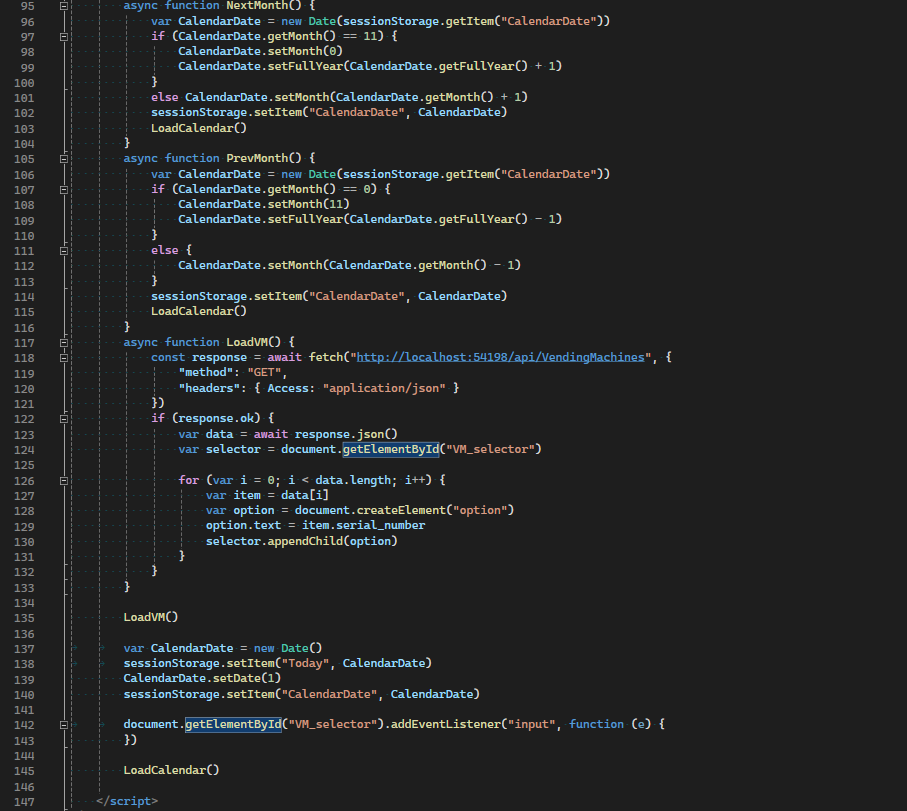 95 async function NextMonth() {
96 var CalendarDate = new Date(sessionStorage.getItem("CalendarDate"))
97 if (CalendarDate.getMonth() == 11) {
98 CalendarDate.setMonth(0)
99 CalendarDate.setFullYear(CalendarDate.getFullYear() + 1)
100 }
101 else CalendarDate.setMonth(CalendarDate.getMonth() + 1)
102 sessionStorage.setItem("CalendarDate", CalendarDate)
103 LoadCalendar()
104 }
105 async function PrevMonth() {
106 var CalendarDate = new Date(sessionStorage.getItem("CalendarDate"))
107 if (CalendarDate.getMonth() == 0) {
108 CalendarDate.setMonth(11)
109 CalendarDate.setFullYear(CalendarDate.getFullYear() - 1)
110 }
111 else {
112 CalendarDate.setMonth(CalendarDate.getMonth() - 1)
113 }
114 sessionStorage.setItem("CalendarDate", CalendarDate)
115 LoadCalendar()
116 }
117 async function LoadVM() {
118 const response = await fetch("http://localhost:54198/api/VendingMachines", {
119 "method": "GET",
120 "headers": { Access: "application/json" }
121 })
122 if (response.ok) {
123 var data = await response.json()
124 var selector = document.getElementById("VM_selector")
125
126 for (var i = 0; i < data.length; i++) {
127 var item = data[i]
128 var option = document.createElement("option")
129 option.text = item.serial_number
130 selector.appendChild(option)
131 }
132 }
133 }
134
135 LoadVM()
136
137 var CalendarDate = new Date()
138 sessionStorage.setItem("Today", CalendarDate)
139 CalendarDate.setDate(1)
140 sessionStorage.setItem("CalendarDate", CalendarDate)
141
142 document.getElementById("VM_selector").addEventListener("input", function (e) {
143 })
144
145 LoadCalendar()
146
147 </script>